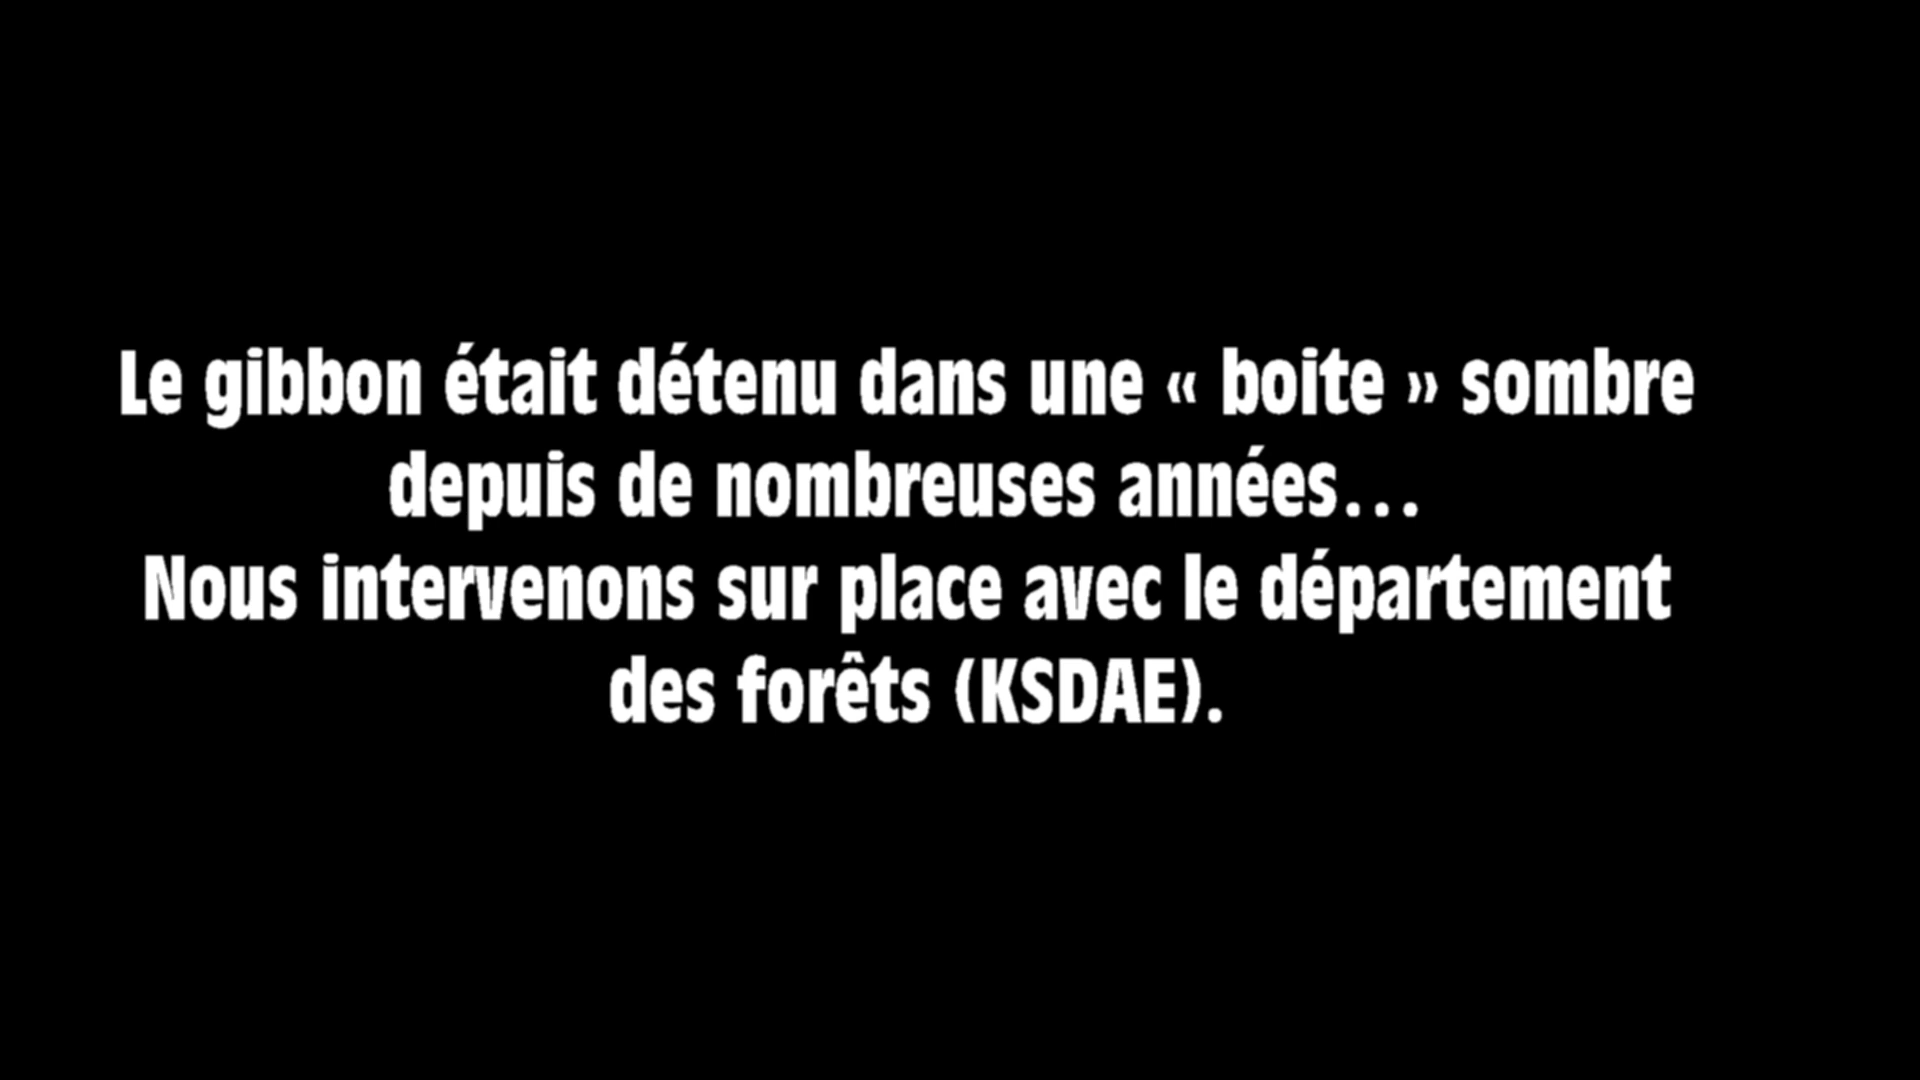 Le gibbon était détenu dans une « boite » sombre
depuis de nombreuses années...
Nous intervenons sur place avec le département
des forêts (KSDAE).